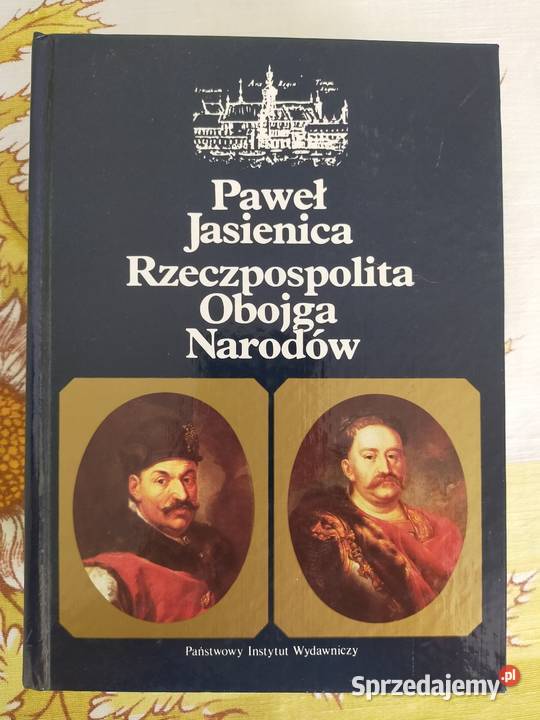 Paweł
Jasienica
Rzeczpospolita
Obojga
Narodów
Państwowy Instytut Wydawniczy
Sprzedajemy.pl